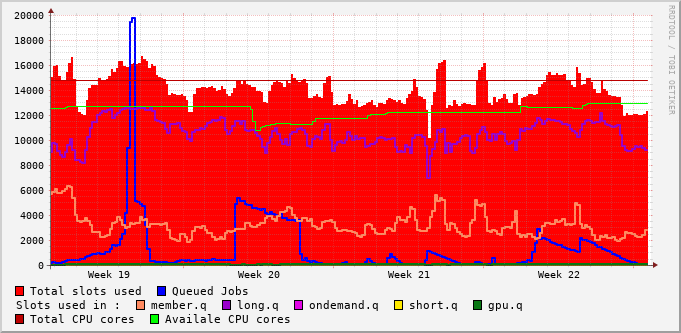 20000
18000
16000
14000
12000
10000
8000
6000
4000
2000
0
Week 19 Week 20 Week 21 Week 22
RRDTOOL / TOBI OETIKER
Total slots used Queued Jobs
Slots used in : member.q long.q ondemand.q short.q gpu.q
Total CPU cores Availale CPU cores